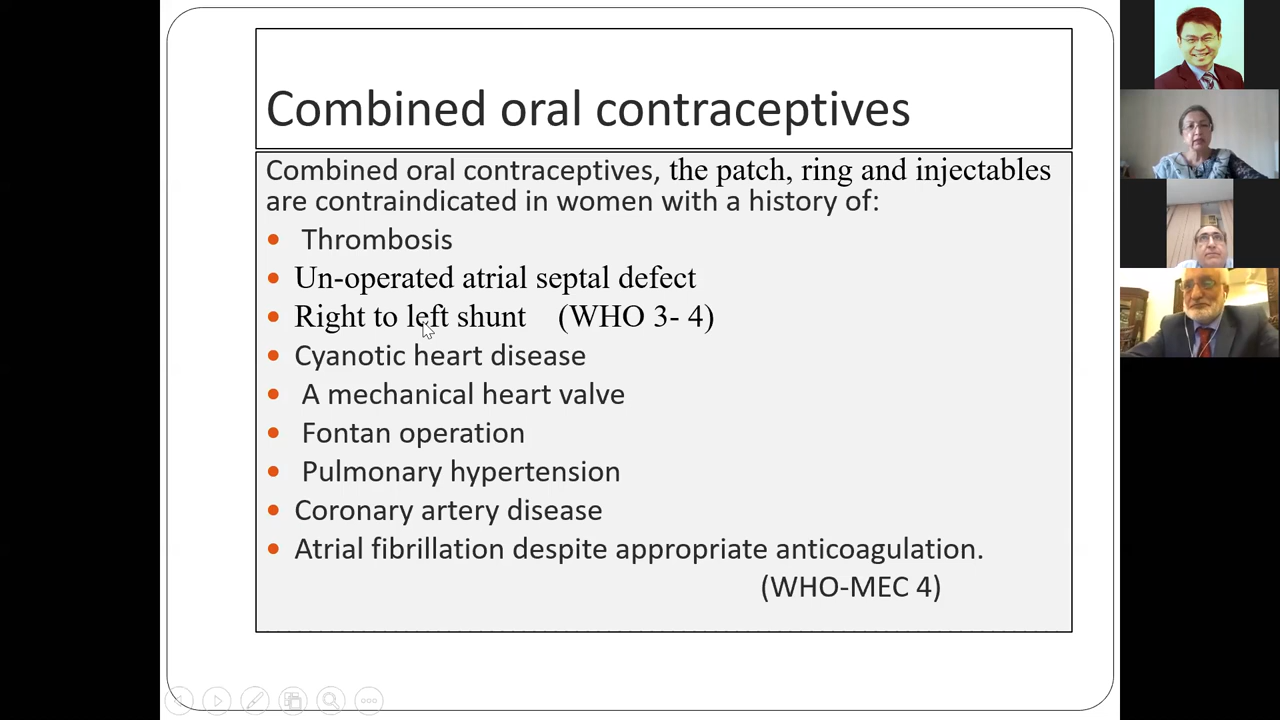 Combined oral contraceptives
Combined oral contraceptives, the patch, ring and injectables
are contraindicated in women with a history of:
• Thrombosis
• Un-operated atrial septal defect
• Right to left shunt (WHO 3- 4)
• Cyanotic heart disease
• A mechanical heart valve
• Fontan operation
• Pulmonary hypertension
• Coronary artery disease
• Atrial fibrillation despite appropriate anticoagulation.
(WHO-MEC 4)